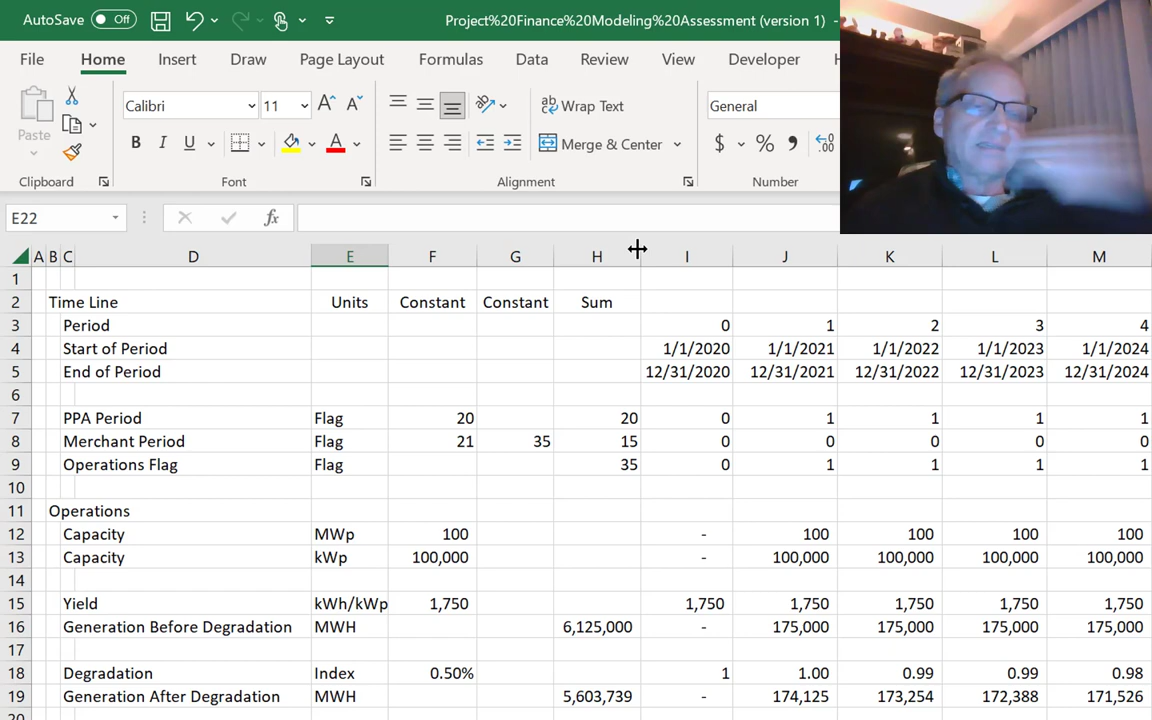 AutoSave Off Project%20Finance%20Modeling%20Assessment (version 1) -
File Home Insert Draw Page Layout Formulas Data Review View Developer
Paste Calibri 11 A A ab Wrap Text General
B I U A Merge & Center $ % , .00
Clipboard Font Alignment Number
E22 fx
A B C D E F G H I J K L M
1
2 Time Line Units Constant Constant Sum
3 Period 0 1 2 3 4
4 Start of Period 1/1/2020 1/1/2021 1/1/2022 1/1/2023 1/1/2024
5 End of Period 12/31/2020 12/31/2021 12/31/2022 12/31/2023 12/31/2024
6
7 PPA Period Flag 20 20 0 1 1 1 1
8 Merchant Period Flag 21 35 15 0 0 0 0 0
9 Operations Flag Flag 35 0 1 1 1 1
10
11 Operations
12 Capacity MWp 100 - 100 100 100 100
13 Capacity kWp 100,000 - 100,000 100,000 100,000 100,000
14
15 Yield kWh/kWp 1,750 1,750 1,750 1,750 1,750 1,750
16 Generation Before Degradation MWH 6,125,000 - 175,000 175,000 175,000 175,000
17
18 Degradation Index 0.50% 1 1.00 0.99 0.99 0.98
19 Generation After Degradation MWH 5,603,739 - 174,125 173,254 172,388 171,526